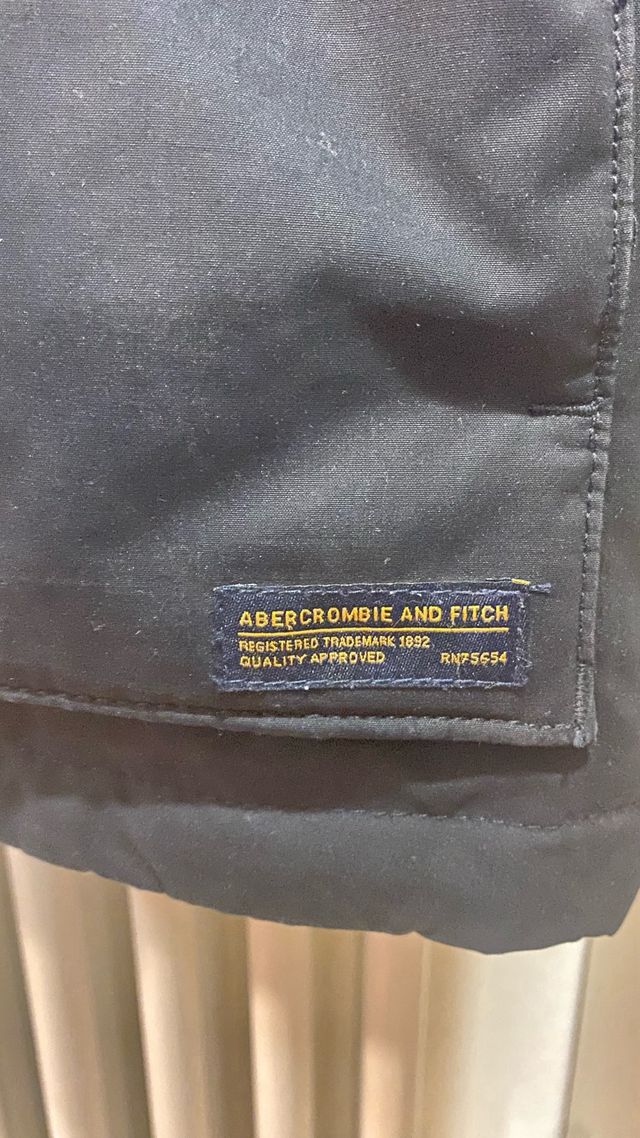 ABERCROMBIE AND FITCH
REGISTERED TRADEMARK 1892
QUALITY APPROVED RN75654